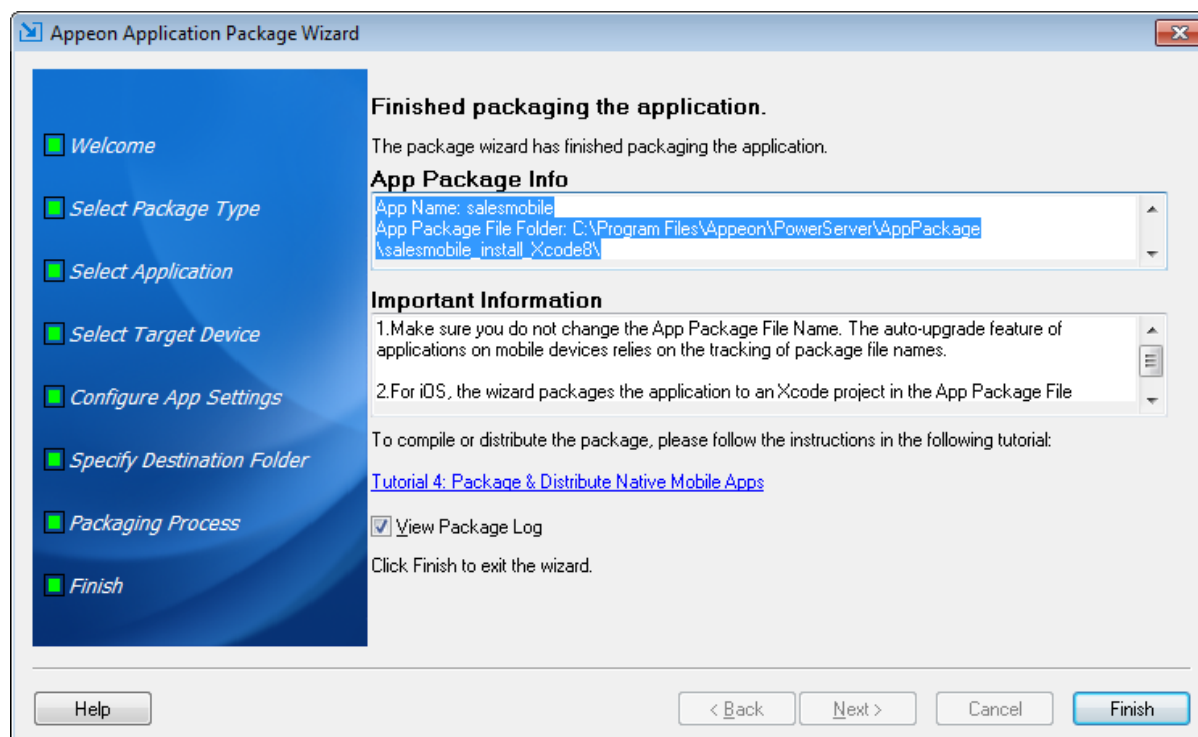 Appeon Application Package Wizard
Welcome
Select Package Type
Select Application
Select Target Device
Configure App Settings
Specify Destination Folder
Packaging Process
Finish
Finished packaging the application.
The package wizard has finished packaging the application.
App Package Info
App Name: salesmobile
App Package File Folder: C:\Program Files\Appeon\PowerServer\AppPackage
\salesmobile_install_Xcode8\
Important Information
1.Make sure you do not change the App Package File Name. The auto-upgrade feature of
applications on mobile devices relies on the tracking of package file names.
2.For iOS, the wizard packages the application to an Xcode project in the App Package File
To compile or distribute the package, please follow the instructions in the following tutorial:
Tutorial 4: Package & Distribute Native Mobile Apps
View Package Log
Click Finish to exit the wizard.
Help
< Back
Next >
Cancel
Finish